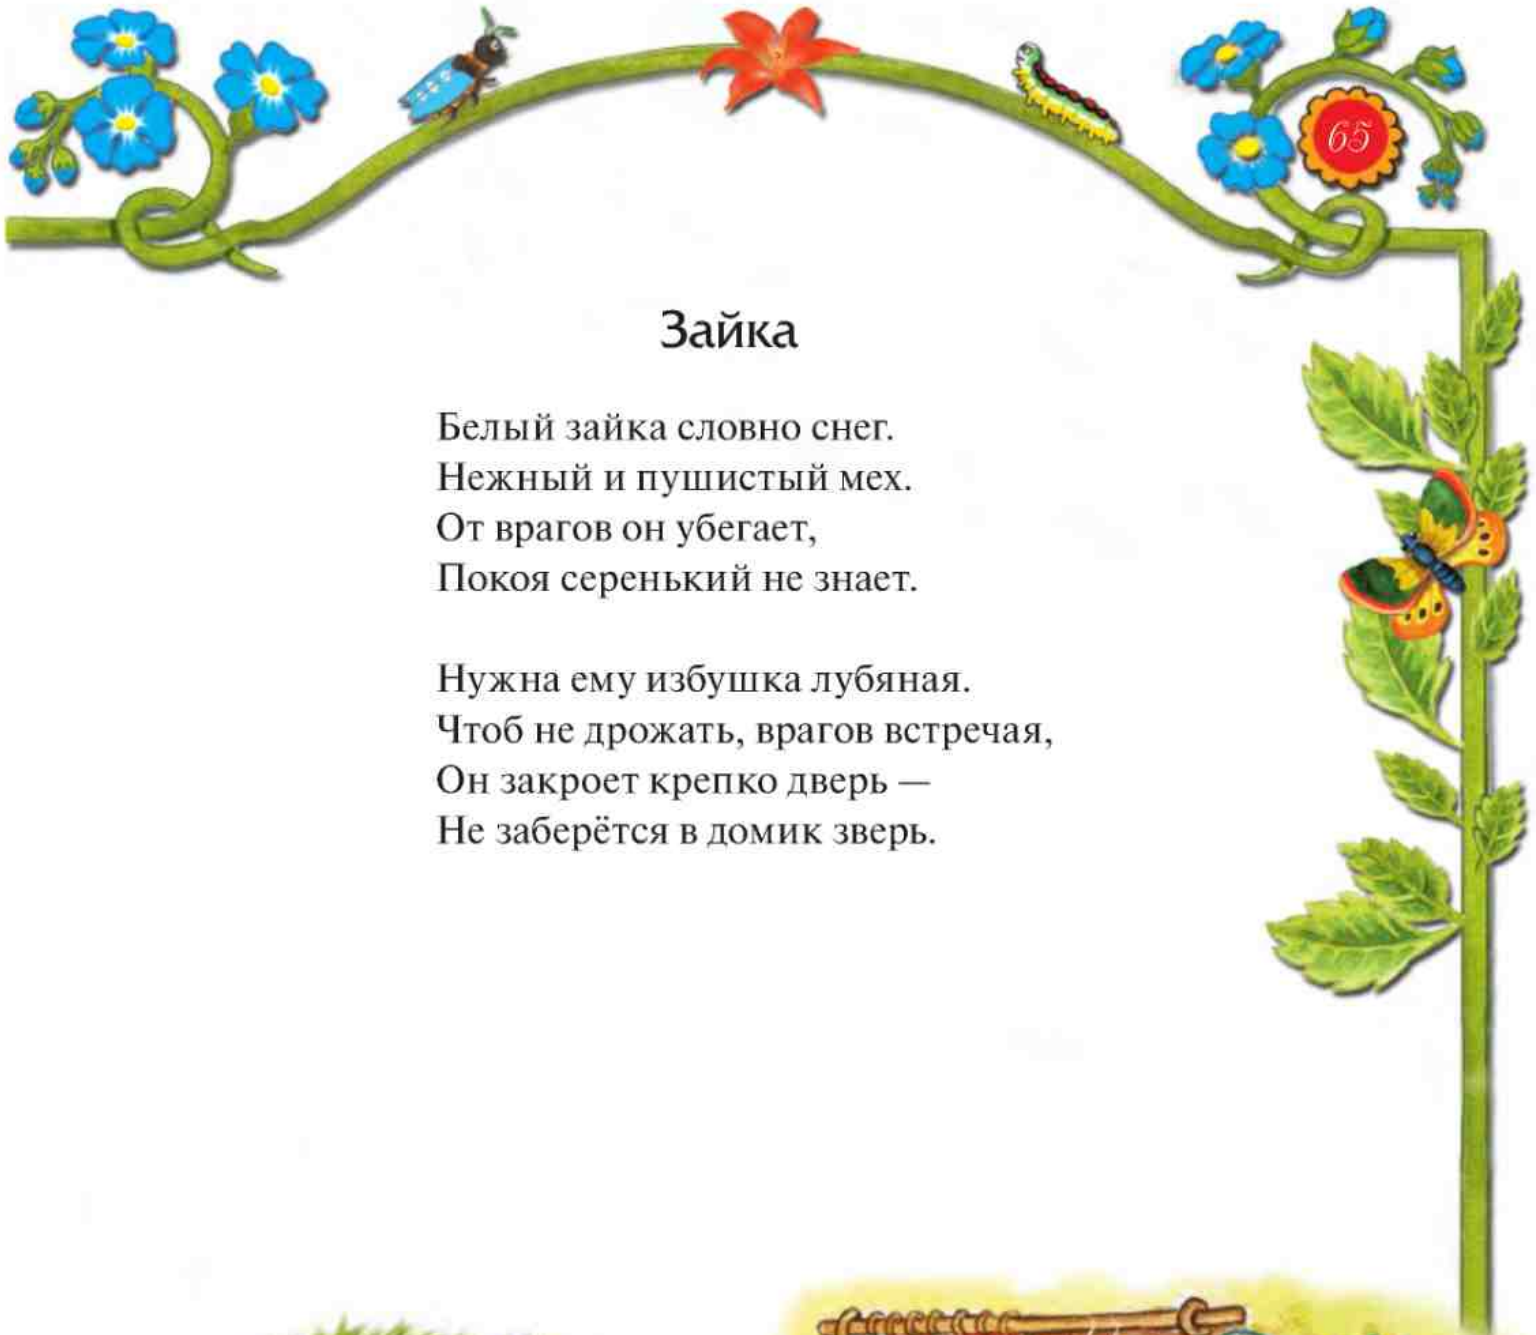 65
Зайка
Белый зайка словно снег.
Нежный и пушистый мех.
От врагов он убегает,
Покоя серенький не знает.
Нужна ему избушка лубяная.
Чтоб не дрожать, врагов встречая,
Он закроет крепко дверь —
Не заберётся в домик зверь.